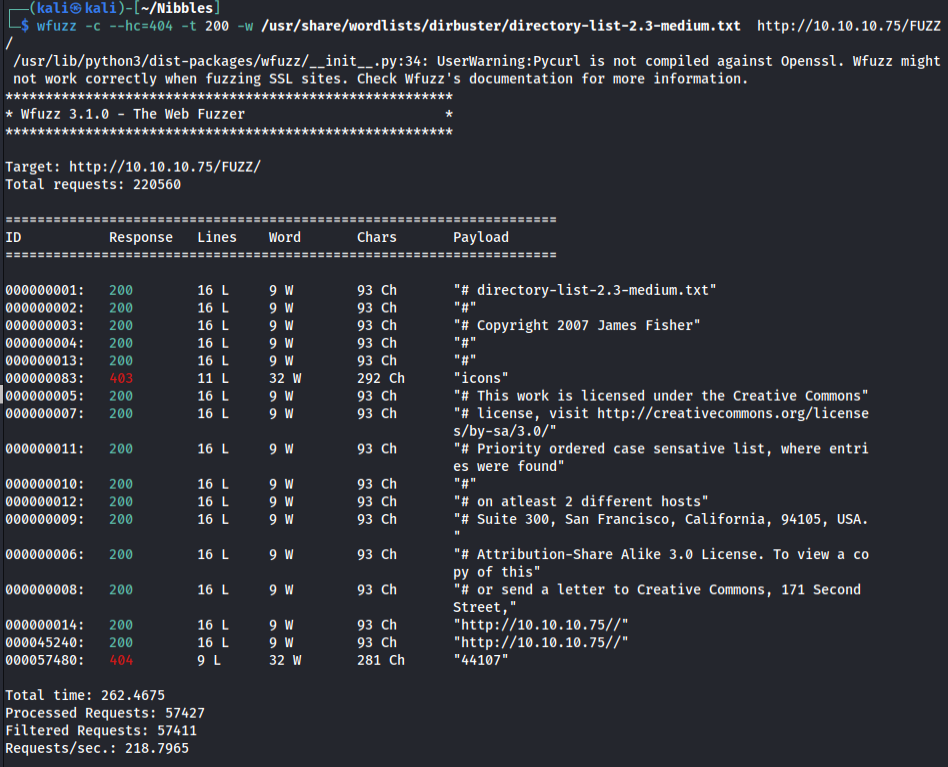 ┌──(kali㉿kali)-[~/Nibbles]
└─$ wfuzz -c --hc=404 -t 200 -w /usr/share/wordlists/dirbuster/directory-list-2.3-medium.txt  http://10.10.10.75/FUZZ
/
 /usr/lib/python3/dist-packages/wfuzz/__init__.py:34: UserWarning:Pycurl is not compiled against Openssl. Wfuzz might
 not work correctly when fuzzing SSL sites. Check Wfuzz's documentation for more information.
********************************************************
* Wfuzz 3.1.0 - The Web Fuzzer                         *
********************************************************
Target: http://10.10.10.75/FUZZ/
Total requests: 220560
=====================================================================
ID           Response   Lines    Word       Chars       Payload
=====================================================================
000000001:   200        16 L     9 W        93 Ch       "# directory-list-2.3-medium.txt"
000000002:   200        16 L     9 W        93 Ch       "#"
000000003:   200        16 L     9 W        93 Ch       "# Copyright 2007 James Fisher"
000000004:   200        16 L     9 W        93 Ch       "#"
000000013:   200        16 L     9 W        93 Ch       "#"
000000083:   403        11 L     32 W       292 Ch      "icons"
000000005:   200        16 L     9 W        93 Ch       "# This work is licensed under the Creative Commons"
000000007:   200        16 L     9 W        93 Ch       "# license, visit http://creativecommons.org/license
s/by-sa/3.0/"
000000011:   200        16 L     9 W        93 Ch       "# Priority ordered case sensative list, where entri
es were found"
000000010:   200        16 L     9 W        93 Ch       "#"
000000012:   200        16 L     9 W        93 Ch       "# on atleast 2 different hosts"
000000009:   200        16 L     9 W        93 Ch       "# Suite 300, San Francisco, California, 94105, USA.
"
000000006:   200        16 L     9 W        93 Ch       "# Attribution-Share Alike 3.0 License. To view a co
py of this"
000000008:   200        16 L     9 W        93 Ch       "# or send a letter to Creative Commons, 171 Second
Street,"
000000014:   200        16 L     9 W        93 Ch       "http://10.10.10.75//"
000045240:   200        16 L     9 W        93 Ch       "http://10.10.10.75//"
000057480:   404        9 L      32 W       281 Ch      "44107"
Total time: 262.4675
Processed Requests: 57427
Filtered Requests: 57411
Requests/sec.: 218.7965